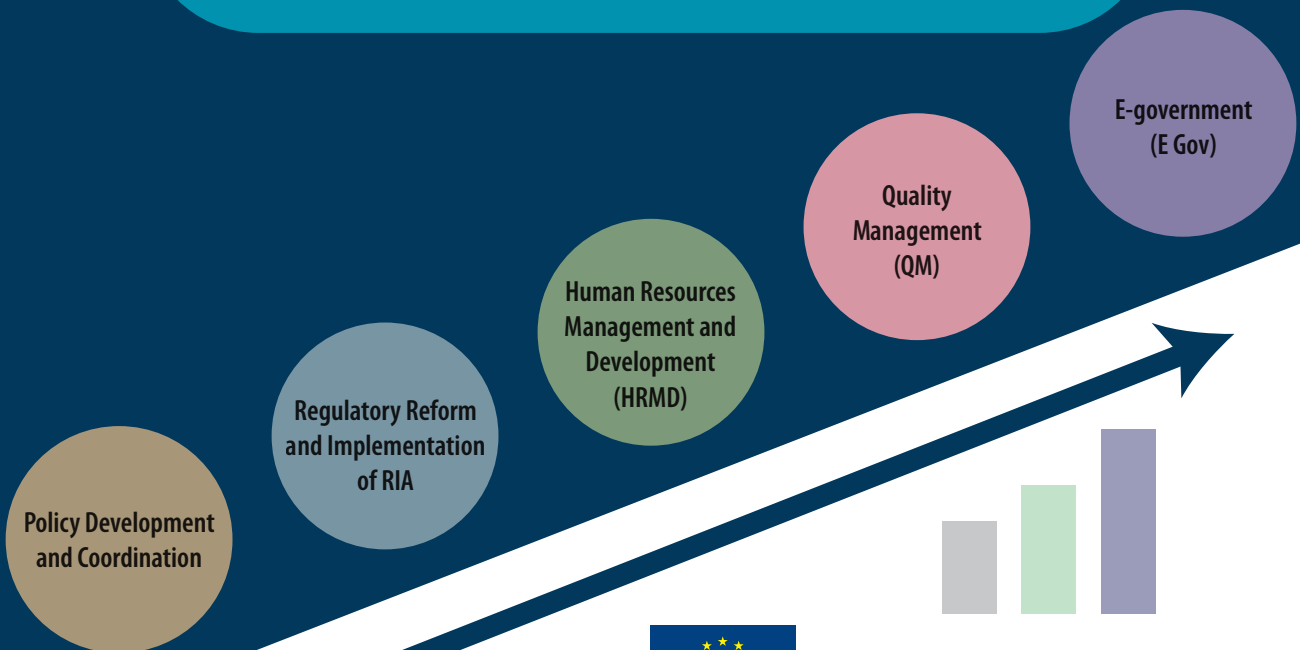 E-government
(E Gov)
Quality
Management
(QM)
Human Resources
Management and
Development
(HRMD)
Regulatory Reform
and Implementation
of RIA
Policy Development
and Coordination